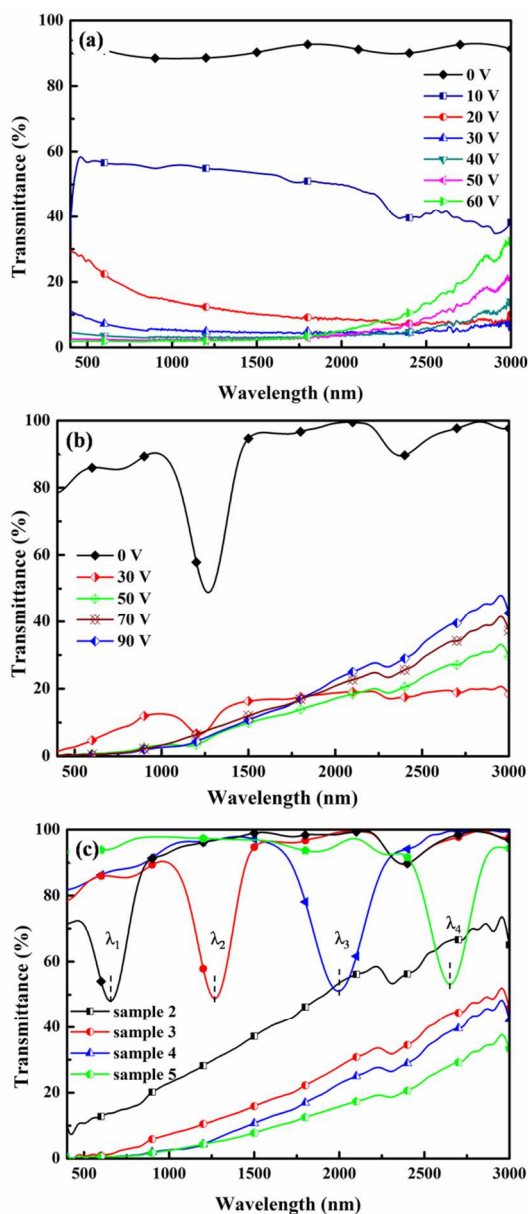 (a)
100
80
60
40
20
0
Transmittance (%)
0 V
10 V
20 V
30 V
40 V
50 V
60 V
500 1000 1500 2000 2500 3000
Wavelength (nm)
(b)
100
80
60
40
20
0
Transmittance (%)
0 V
30 V
50 V
70 V
90 V
500 1000 1500 2000 2500 3000
Wavelength (nm)
(c)
100
80
60
40
20
0
Transmittance (%)
λ1 λ2 λ3 λ4
sample 2
sample 3
sample 4
sample 5
500 1000 1500 2000 2500 3000
Wavelength (nm)